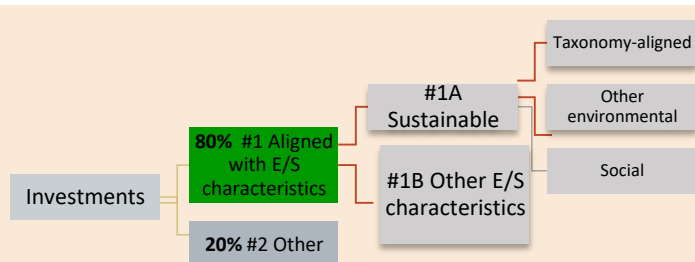 Investments
80% #1 Aligned
with E/S
characteristics
20% #2 Other
#1A
Sustainable
#1B Other E/S
characteristics
Taxonomy-aligned
Other
environmental
Social